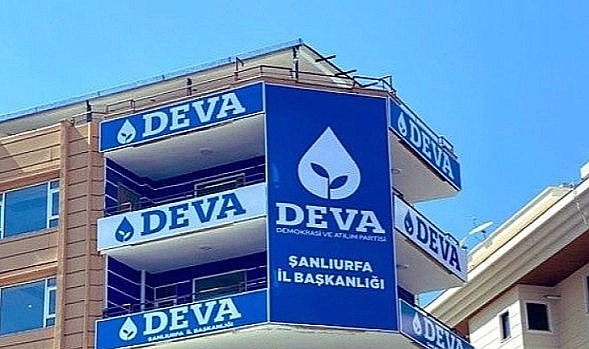 DEVA
DEVA
DEVA
ŞANLIURFA İL BAŞKANLIĞI
DEVA
DEMOKRASİ VE ATILIM PARTİSİ
ŞANLIURFA
İL BAŞKANLIĞI
DEVA
DEVA
DEVA